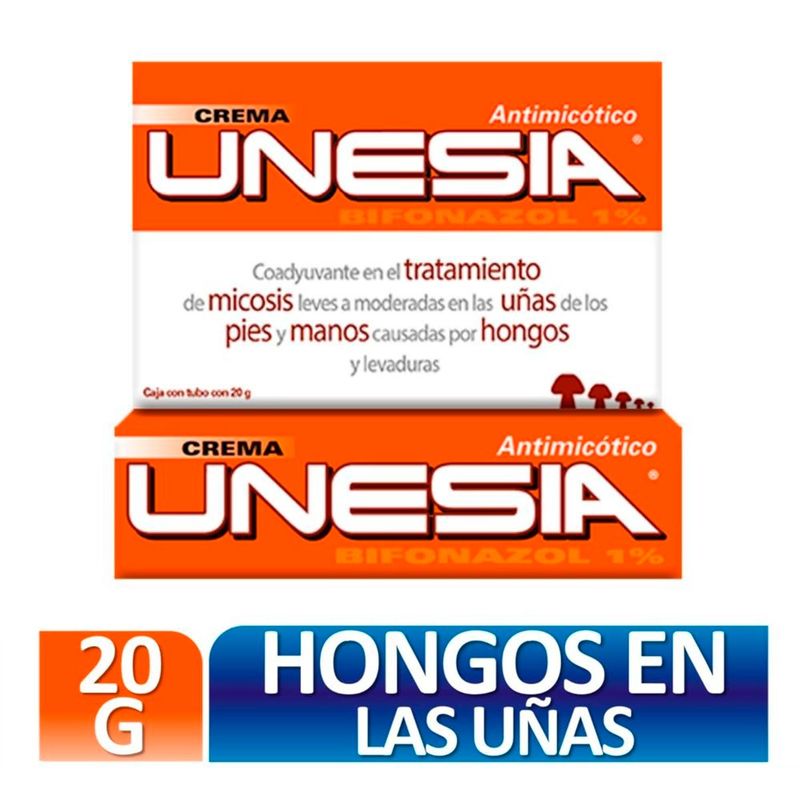 CREMA
Antimicótico
UNESIA®
BIFONAZOL 1%
Coadyuvante en el tratamiento
de micosis leves a moderadas en las uñas de los
pies y manos causadas por hongos
y levaduras
Caja con tubo con 20 g
CREMA
Antimicótico
UNESIA®
BIFONAZOL 1%
20 G
HONGOS EN
LAS UÑAS